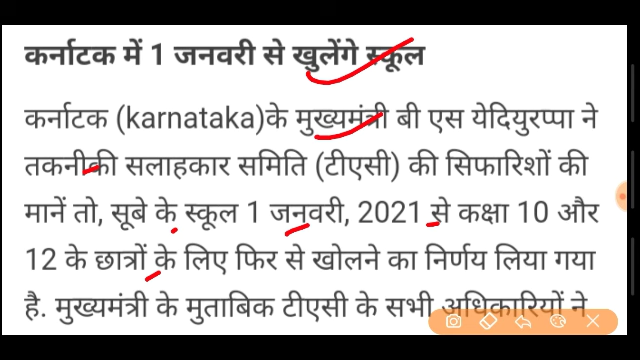 कर्नाटक में 1 जनवरी से खुलेंगे स्कूल
कर्नाटक (karnataka)के मुख्यमंत्री बी एस येदियुरप्पा ने
तकनीकी सलाहकार समिति (टीएसी) की सिफारिशों की
मानें तो, सूबे के स्कूल 1 जनवरी, 2021 से कक्षा 10 और
12 के छात्रों के लिए फिर से खोलने का निर्णय लिया गया
है. मुख्यमंत्री के मुताबिक टीएसी के सभी अधिकारियों ने